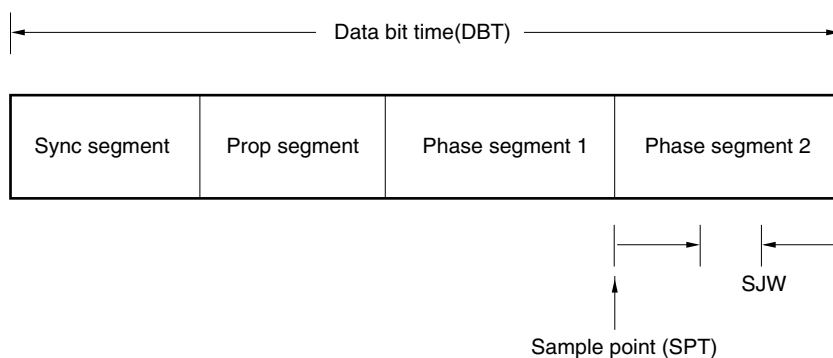 Data bit time(DBT)
Sync segment
Prop segment
Phase segment 1
Phase segment 2
SJW
Sample point (SPT)